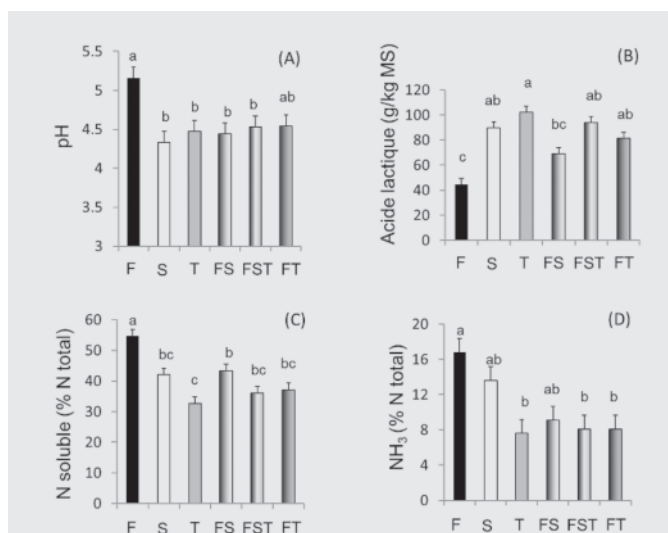 (A)
pH
5.5
5
4.5
4
3.5
3
a
b
b
b
b
ab
F S T FS FST FT
(B)
Acide lactique (g/kg MS)
120
100
80
60
40
20
0
c
ab
a
bc
ab
ab
F S T FS FST FT
(C)
N soluble (% N total)
60
50
40
30
20
10
0
a
bc
c
b
bc
bc
F S T FS FST FT
(D)
NH₃ (% N total)
20
16
12
8
4
0
a
ab
b
ab
b
b
F S T FS FST FT